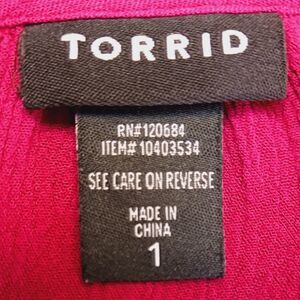 TORRID
RN#120684
ITEM# 10403534
SEE CARE ON REVERSE
MADE IN
CHINA
1